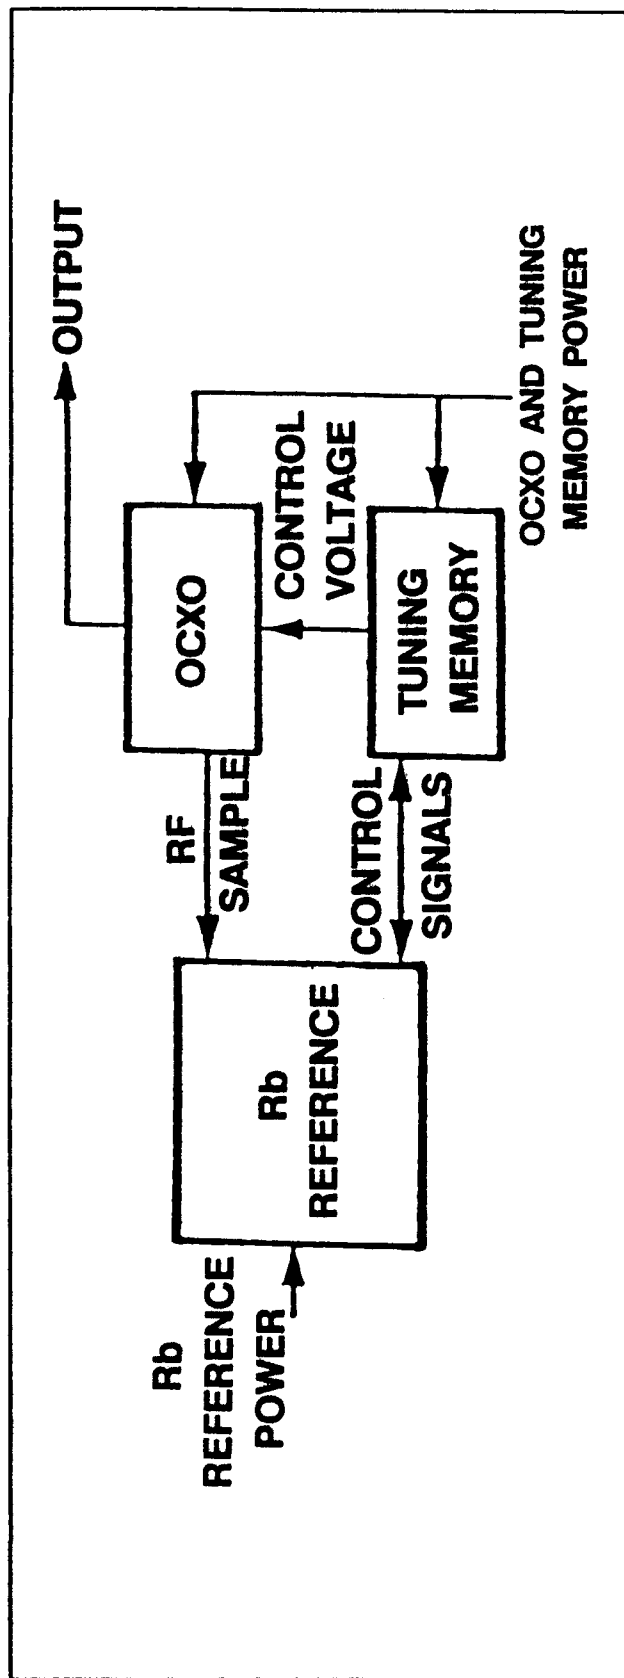 Rb
REFERENCE
POWER
Rb
REFERENCE
RF
SAMPLE
CONTROL
SIGNALS
OCXO
CONTROL
VOLTAGE
TUNING
MEMORY
OUTPUT
OCXO AND TUNING
MEMORY POWER